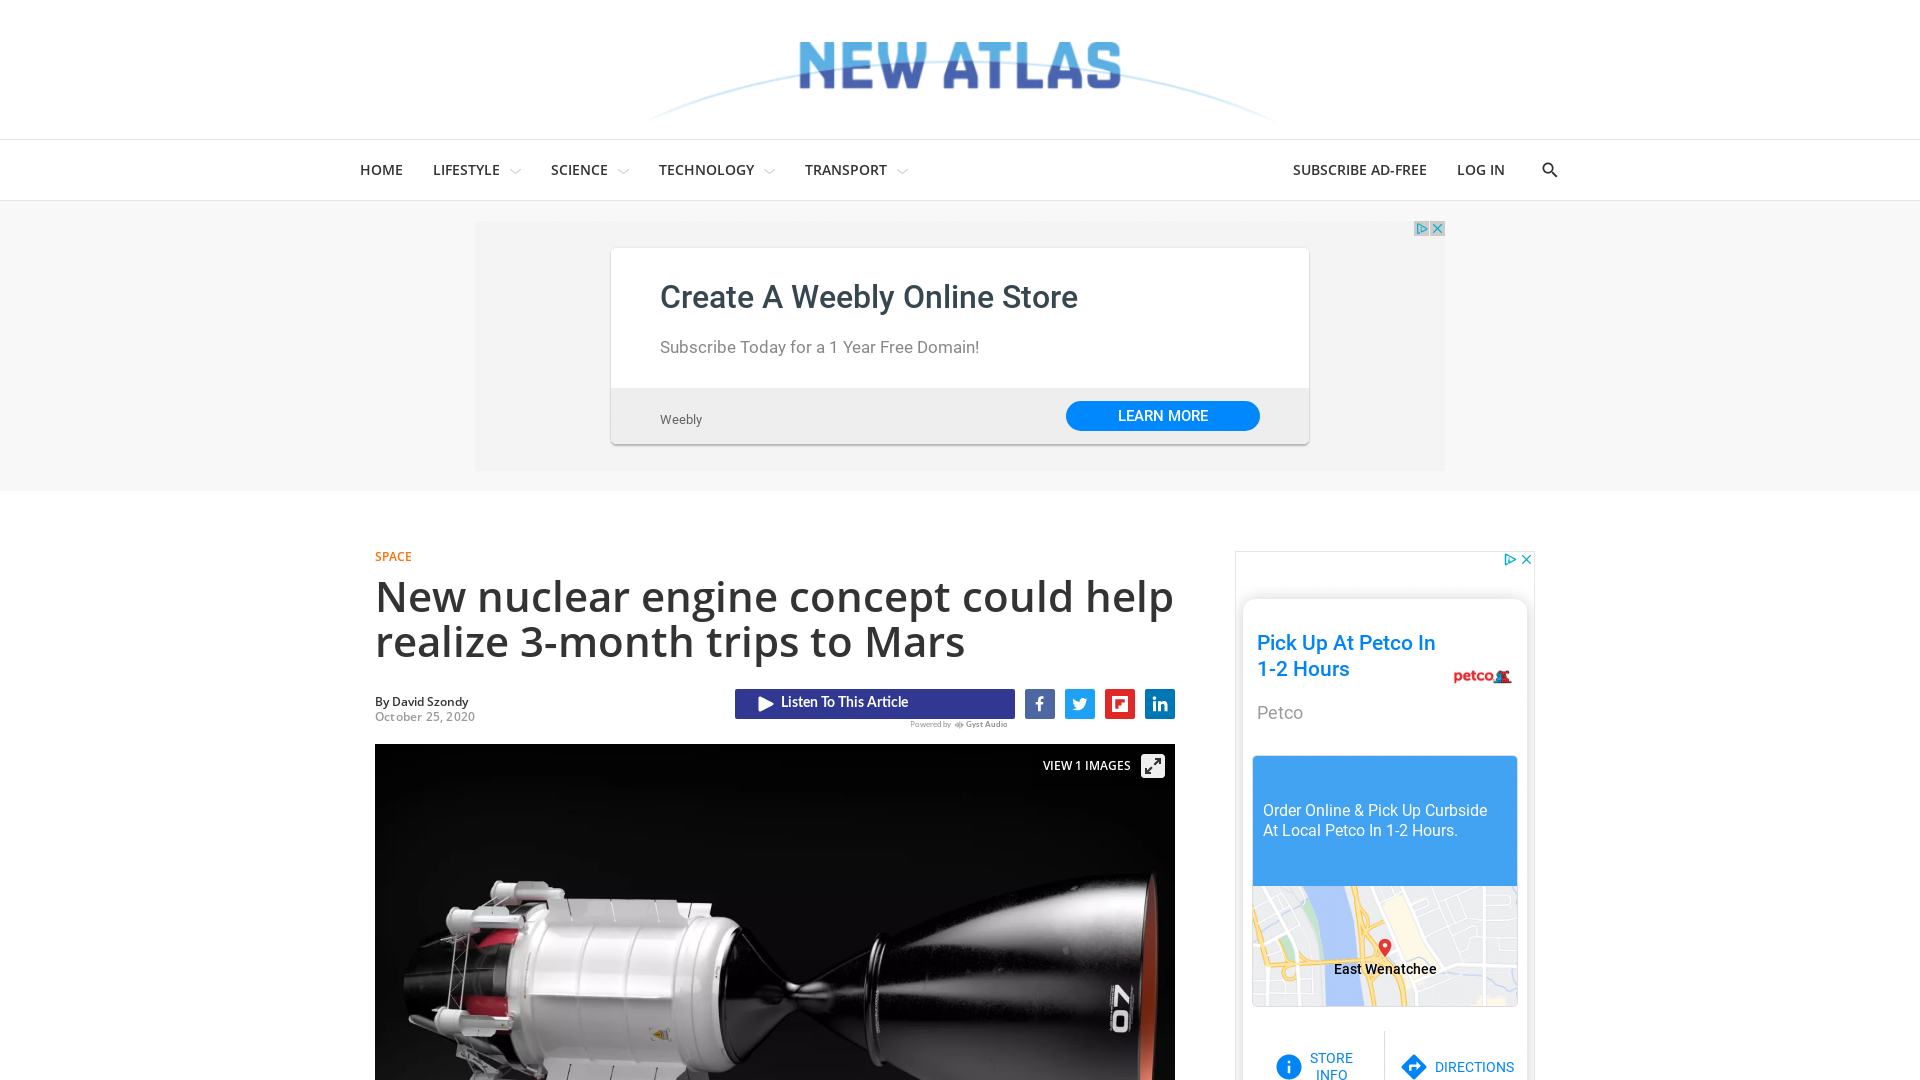 NEW ATLAS
HOME
LIFESTYLE
SCIENCE
TECHNOLOGY
TRANSPORT
SUBSCRIBE AD-FREE
LOG IN
Create A Weebly Online Store
Subscribe Today for a 1 Year Free Domain!
Weebly
LEARN MORE
SPACE
New nuclear engine concept could help
realize 3-month trips to Mars
By David Szondy
October 25, 2020
Listen To This Article
Powered by Gyst Audio
VIEW 1 IMAGES
07
Pick Up At Petco In
1-2 Hours
petco
Petco
Order Online & Pick Up Curbside
At Local Petco In 1-2 Hours.
East Wenatchee
STORE
INFO
DIRECTIONS